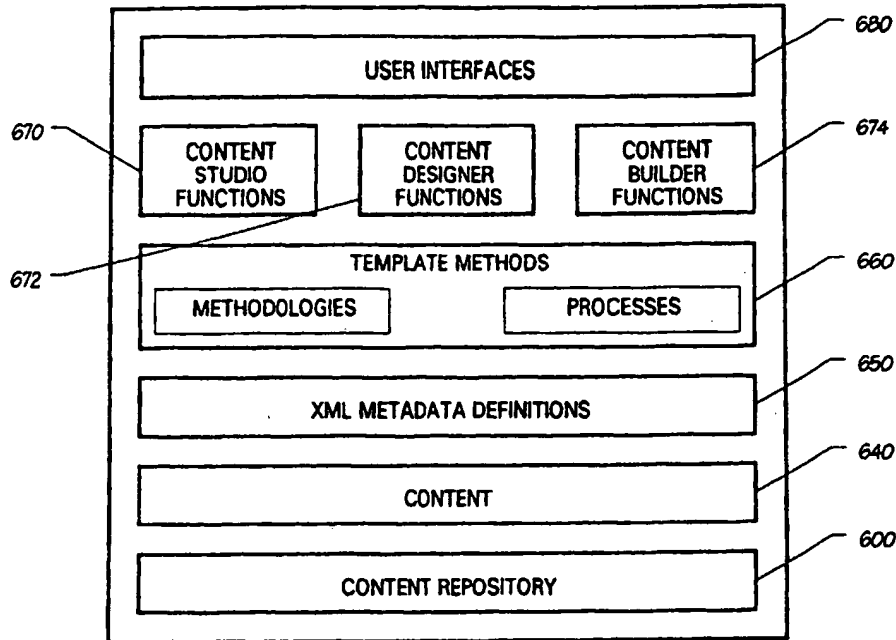 680
USER INTERFACES
670
CONTENT
STUDIO
FUNCTIONS
CONTENT
DESIGNER
FUNCTIONS
CONTENT
BUILDER
FUNCTIONS
674
672
TEMPLATE METHODS
METHODOLOGIES
PROCESSES
660
XML METADATA DEFINITIONS
650
CONTENT
640
CONTENT REPOSITORY
600